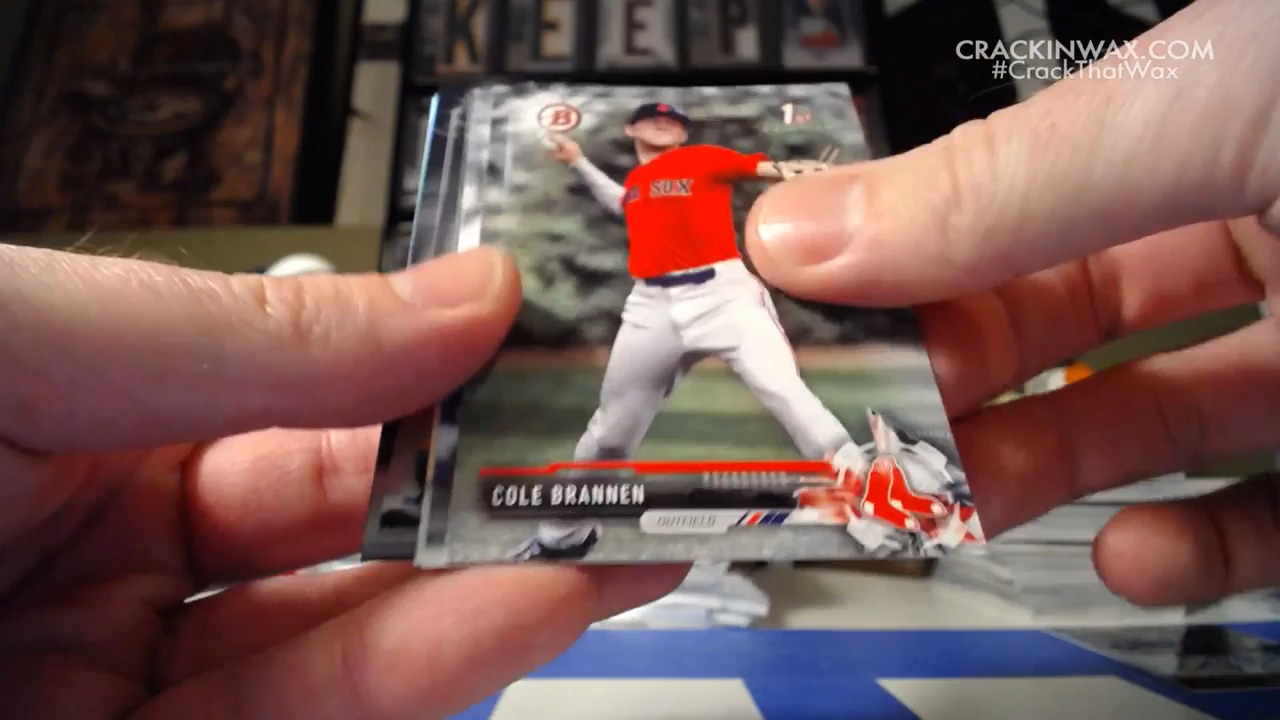 KEEP
CRACKINWAX.COM
#CrackThatWax
B
1st
SOX
COLE BRANNEN
OUTFIELD